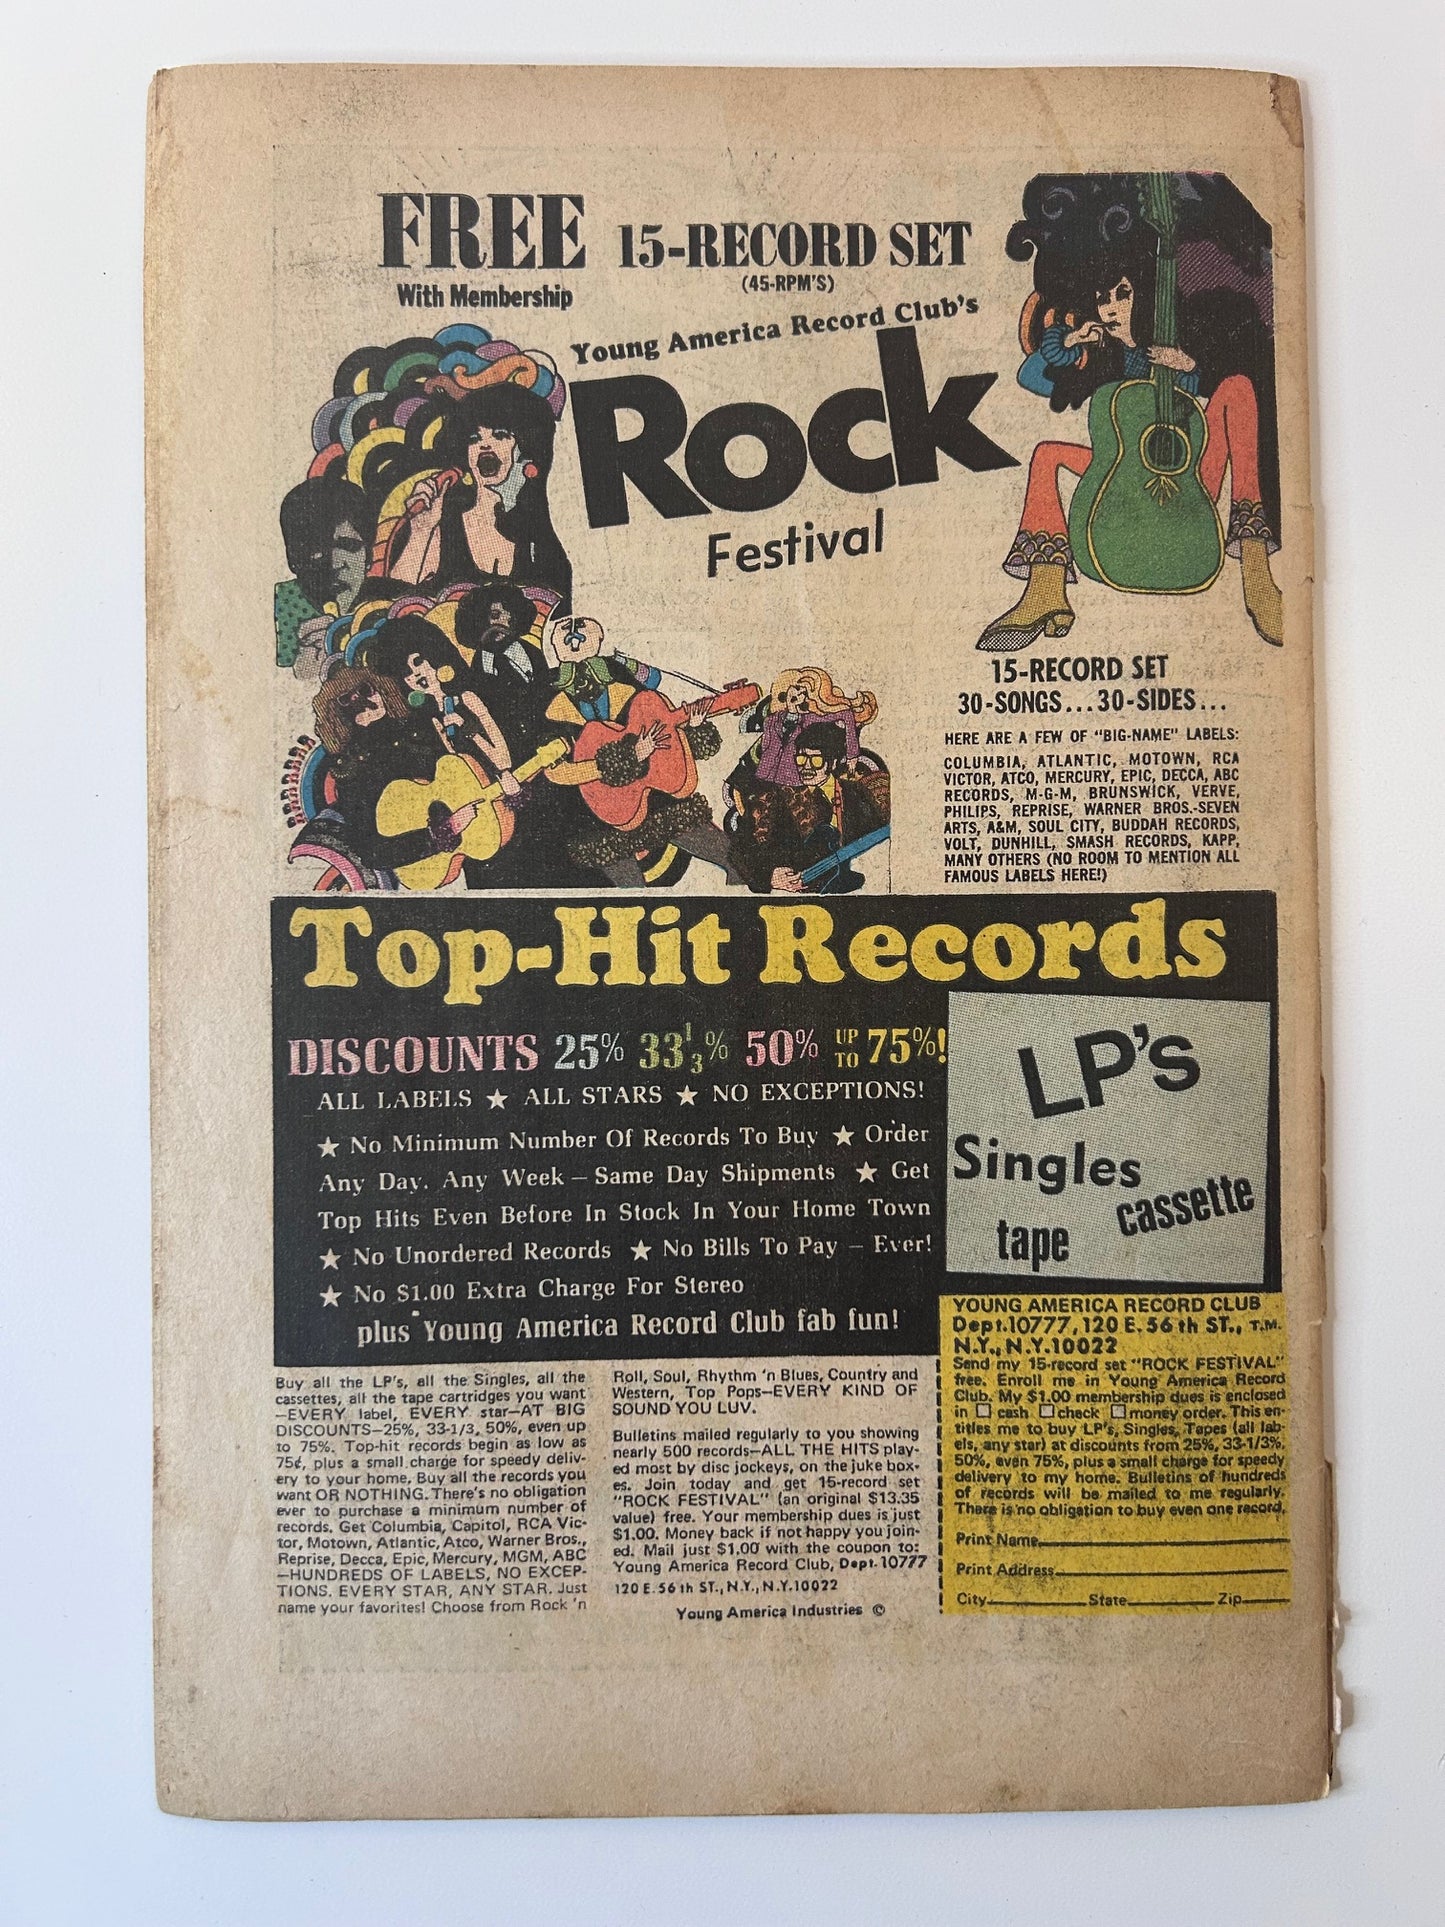 FREE 15-RECORD SET
With Membership
(45-RPM'S)
Young America Record Club's
Rock
Festival
15-RECORD SET
30-SONGS...30-SIDES...
HERE ARE A FEW OF "BIG-NAME" LABELS:
COLUMBIA, ATLANTIC, MOTOWN, RCA
VICTOR, ATCO, MERCURY, EPIC, DECCA, ABC
RECORDS, M-G-M, BRUNSWICK, VERVE,
PHILIPS, REPRISE, WARNER BROS.-SEVEN
ARTS, A&M, SOUL CITY, BUDDAH RECORDS,
VOLT, DUNHILL, SMASH RECORDS, KAPP,
MANY OTHERS (NO ROOM TO MENTION ALL
FAMOUS LABELS HERE!)
Top-Hit Records
DISCOUNTS 25% 33 1/3% 50% UP TO 75%!
ALL LABELS ★ ALL STARS ★ NO EXCEPTIONS!
★ No Minimum Number Of Records To Buy ★ Order
Any Day. Any Week – Same Day Shipments ★ Get
Top Hits Even Before In Stock In Your Home Town
★ No Unordered Records ★ No Bills To Pay – Ever!
★ No $1.00 Extra Charge For Stereo
plus Young America Record Club fab fun!
LP's
Singles
tape
cassette
Buy all the LP's, all the Singles, all the
cassettes, all the tape cartridges you want
—EVERY label, EVERY star—AT BIG
DISCOUNTS—25%, 33-1/3, 50%, even up
to 75%. Top-hit records begin as low as
75¢, plus a small charge for speedy deliv-
ery to your home. Buy all the records you
want OR NOTHING. There's no obligation
ever to purchase a minimum number of
records. Get Columbia, Capitol, RCA Vic-
tor, Motown, Atlantic, Atco, Warner Bros.,
Reprise, Decca, Epic, Mercury, MGM, ABC
—HUNDREDS OF LABELS, NO EXCEP-
TIONS. EVERY STAR, ANY STAR. Just
name your favorites! Choose from Rock 'n
Roll, Soul, Rhythm 'n Blues, Country and
Western, Top Pops—EVERY KIND OF
SOUND YOU LUV.
Bulletins mailed regularly to you showing
nearly 500 records—ALL THE HITS play-
ed most by disc jockeys, on the juke box-
es. Join today and get 15-record set
"ROCK FESTIVAL" (an original $13.35
value) free. Your membership dues is just
$1.00. Money back if not happy you join-
ed. Mail just $1.00 with the coupon to:
Young America Record Club, Dept. 10777
120 E. 56 th ST., N.Y., N.Y. 10022
Young America Industries ©
YOUNG AMERICA RECORD CLUB
Dept. 10777, 120 E. 56 th ST., T.M.
N.Y., N.Y. 10022
Send my 15-record set "ROCK FESTIVAL"
free. Enroll me in Young America Record
Club. My $1.00 membership dues is enclosed
in ☐ cash ☐ check ☐ money order. This en-
titles me to buy LP's, Singles, Tapes (all lab-
els, any star) at discounts from 25%, 33-1/3%,
50%, even 75%, plus a small charge for speedy
delivery to my home. Bulletins of hundreds
of records will be mailed to me regularly.
There is no obligation to buy even one record.
Print Name
Print Address
City State Zip